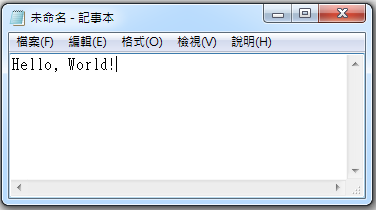 未命名 - 記事本
檔案(F) 編輯(E) 格式(O) 檢視(V) 說明(H)
Hello, World!